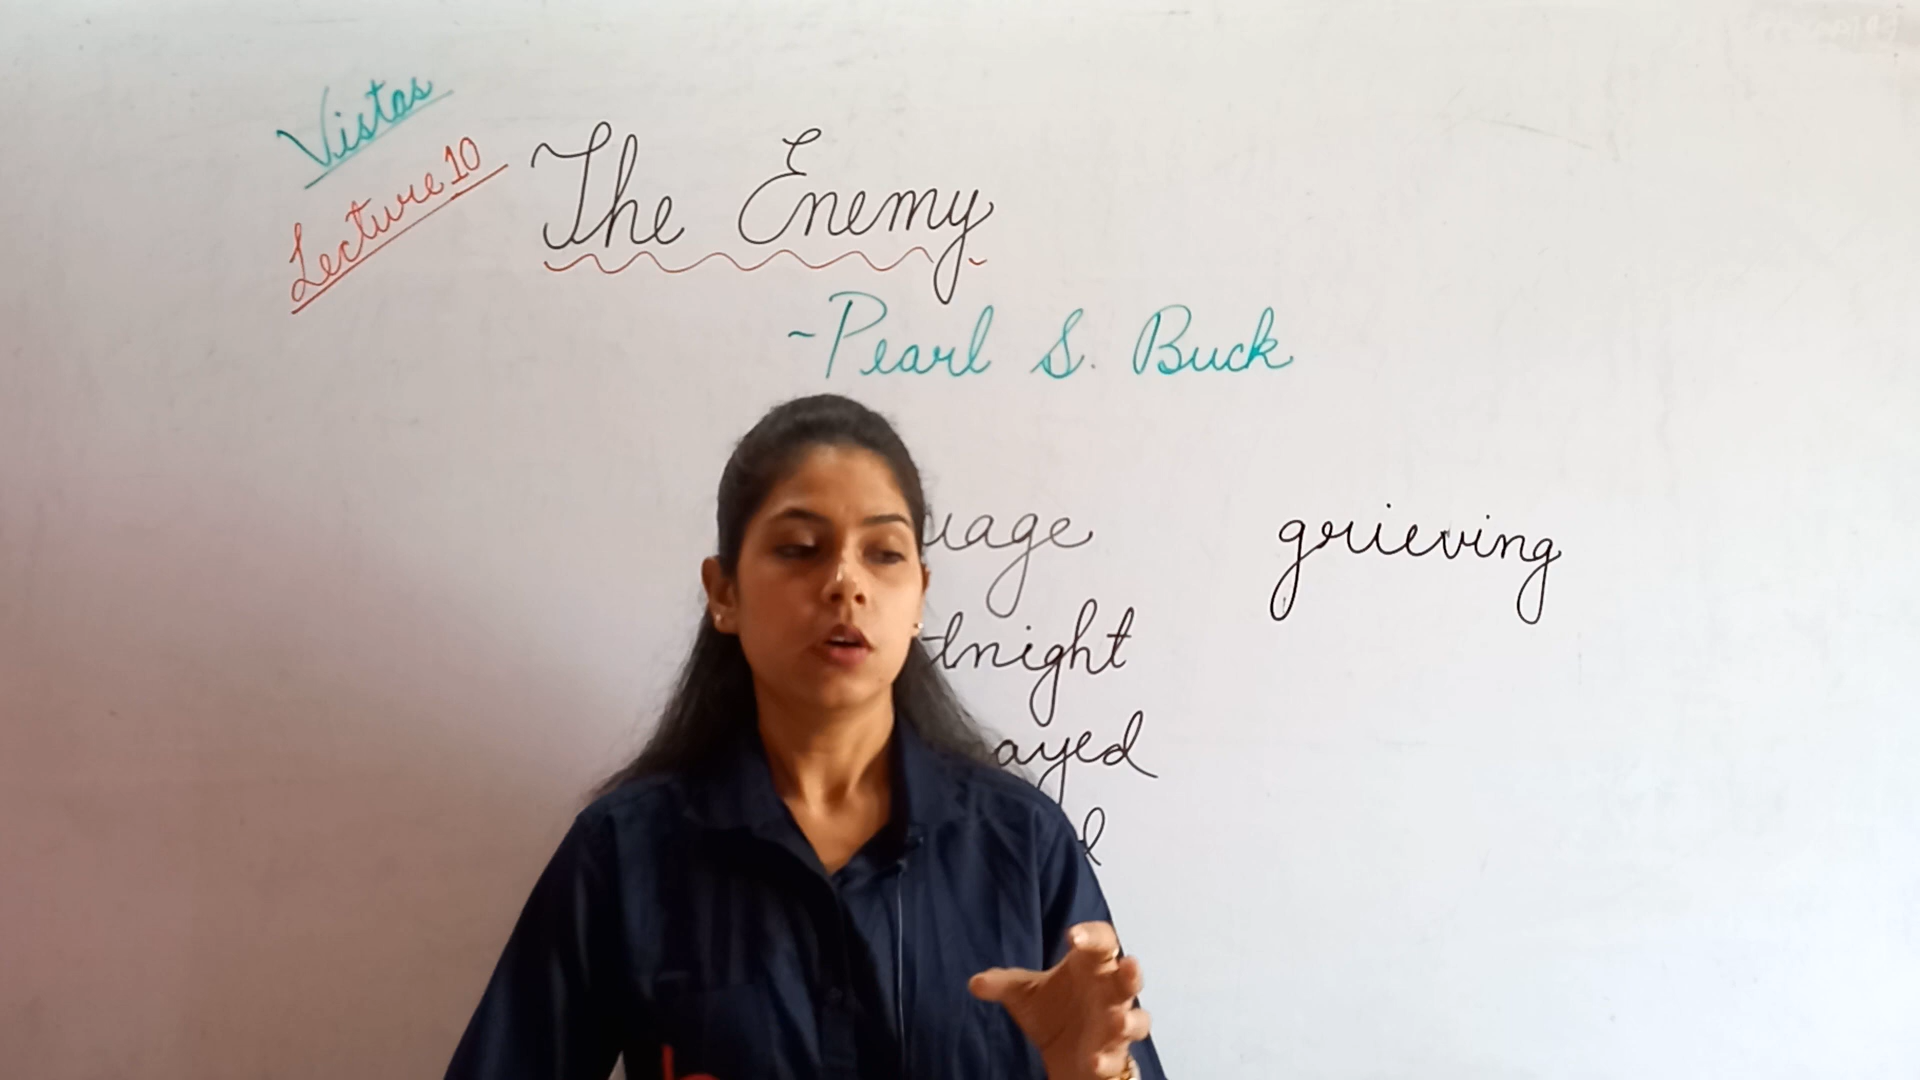 Vistas
Lecture 10
The Enemy
~Pearl S. Buck
grieving